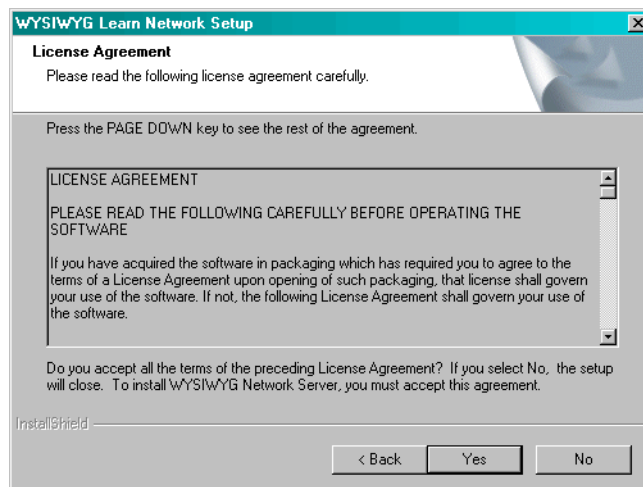 WYSIWYG Learn Network Setup
License Agreement
Please read the following license agreement carefully.
Press the PAGE DOWN key to see the rest of the agreement.
LICENSE AGREEMENT
PLEASE READ THE FOLLOWING CAREFULLY BEFORE OPERATING THE
SOFTWARE
If you have acquired the software in packaging which has required you to agree to the
terms of a License Agreement upon opening of such packaging, that license shall govern
your use of the software. If not, the following License Agreement shall govern your use of
the software.
Do you accept all the terms of the preceding License Agreement? If you select No, the setup
will close. To install WYSIWYG Network Server, you must accept this agreement.
InstallShield
< Back Yes No